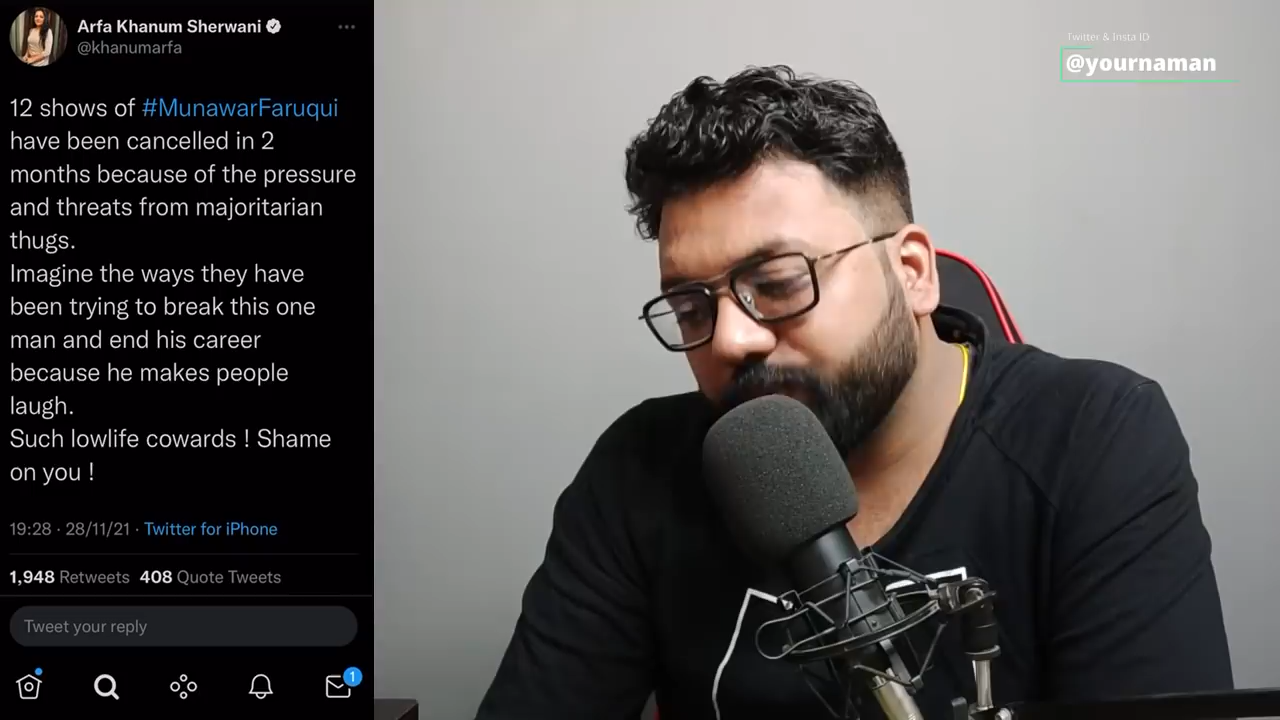 Arfa Khanum Sherwani
@khanumarfa
12 shows of #MunawarFaruqui
have been cancelled in 2
months because of the pressure
and threats from majoritarian
thugs.
Imagine the ways they have
been trying to break this one
man and end his career
because he makes people
laugh.
Such lowlife cowards ! Shame
on you !
19:28 · 28/11/21 · Twitter for iPhone
1,948 Retweets 408 Quote Tweets
Tweet your reply
1
Twitter & Insta ID
@yournaman